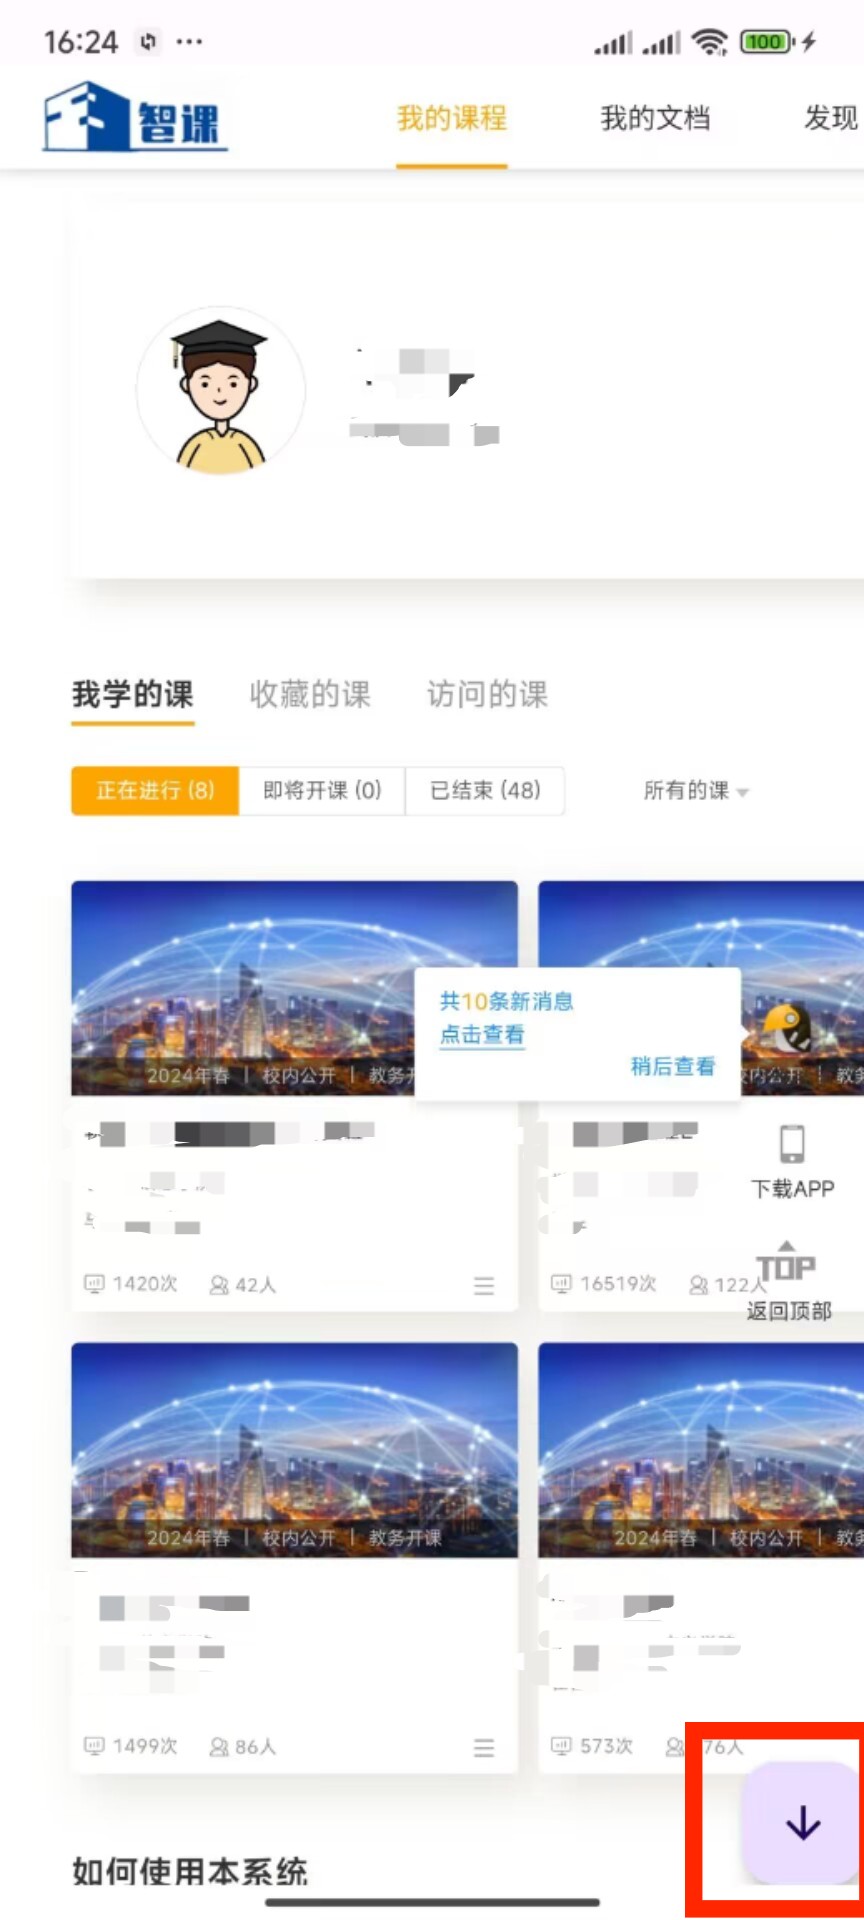 16:24
100
智课
我的课程
我的文档
发现
我学的课
收藏的课
访问的课
正在进行 (8)
即将开课 (0)
已结束 (48)
所有的课
共10条新消息
点击查看
稍后查看
2024年春 | 校内公开 | 教务
校内公开 | 教务
下载APP
TOP
返回顶部
1420次
42人
16519次
122人
2024年春 | 校内公开 | 教务开课
2024年春 | 校内公开 | 教务
1499次
86人
573次
76人
如何使用本系统